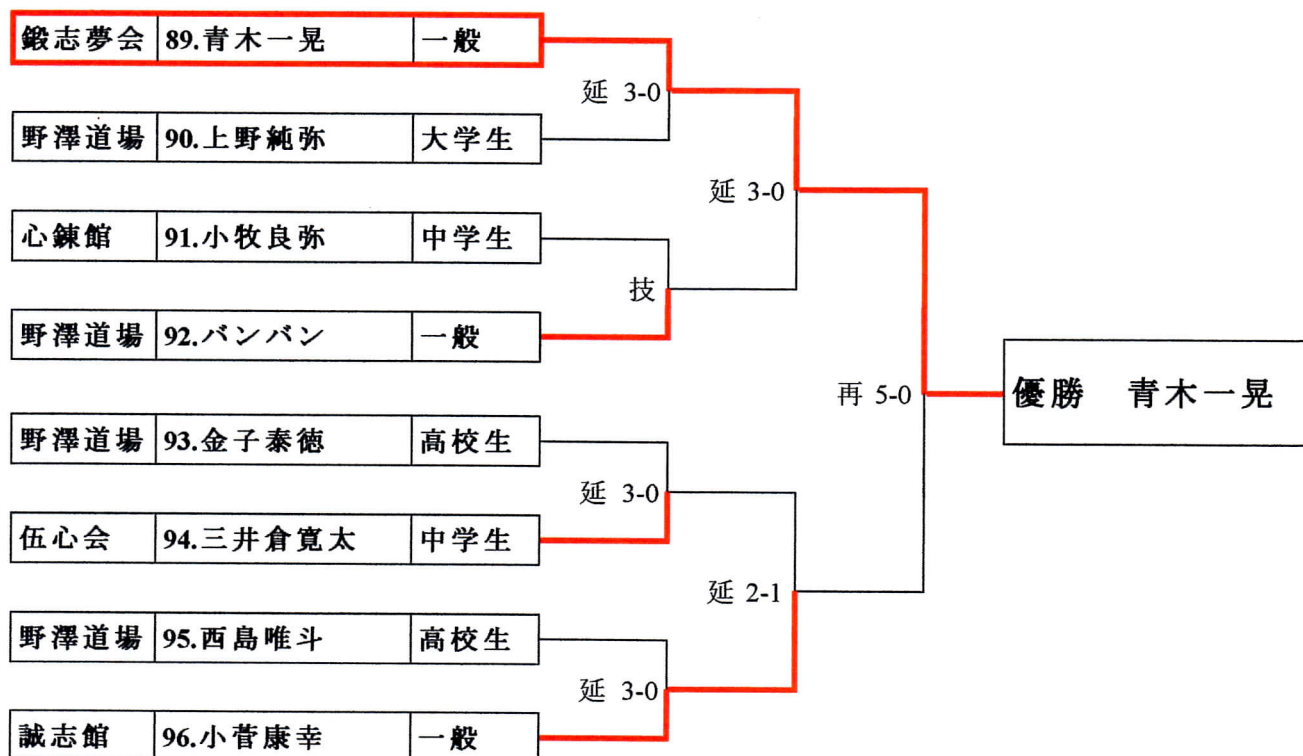 鍛志夢会 89.青木一晃 一般
延 3-0
野澤道場 90.上野純弥 大学生
延 3-0
心錬館 91.小牧良弥 中学生
技
野澤道場 92.バンバン 一般
再 5-0
優勝 青木一晃
野澤道場 93.金子泰徳 高校生
延 3-0
伍心会 94.三井倉寛太 中学生
延 2-1
野澤道場 95.西島唯斗 高校生
延 3-0
誠志館 96.小菅康幸 一般